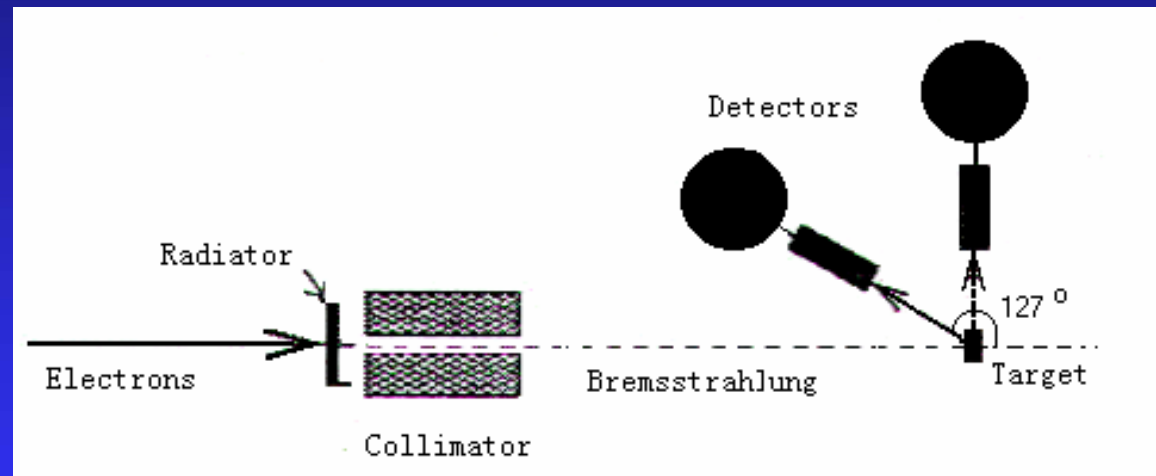 Detectors
Radiator
127 o
Electrons
Bremsstrahlung
Target
Collimator